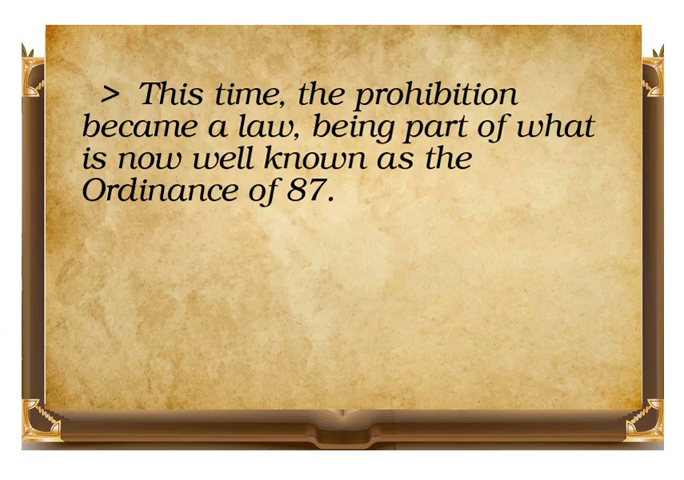 > This time, the prohibition
became a law, being part of what
is now well known as the
Ordinance of 87.